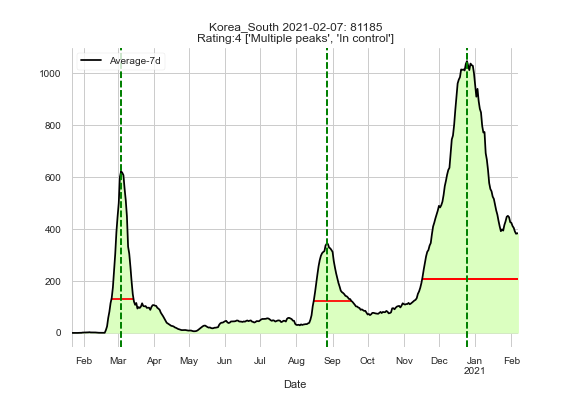 Korea_South 2021-02-07: 81185
Rating:4 ['Multiple peaks', 'In control']
Average-7d
1000
800
600
400
200
0
Feb Mar Apr May Jun Jul Aug Sep Oct Nov Dec Jan Feb
2021
Date